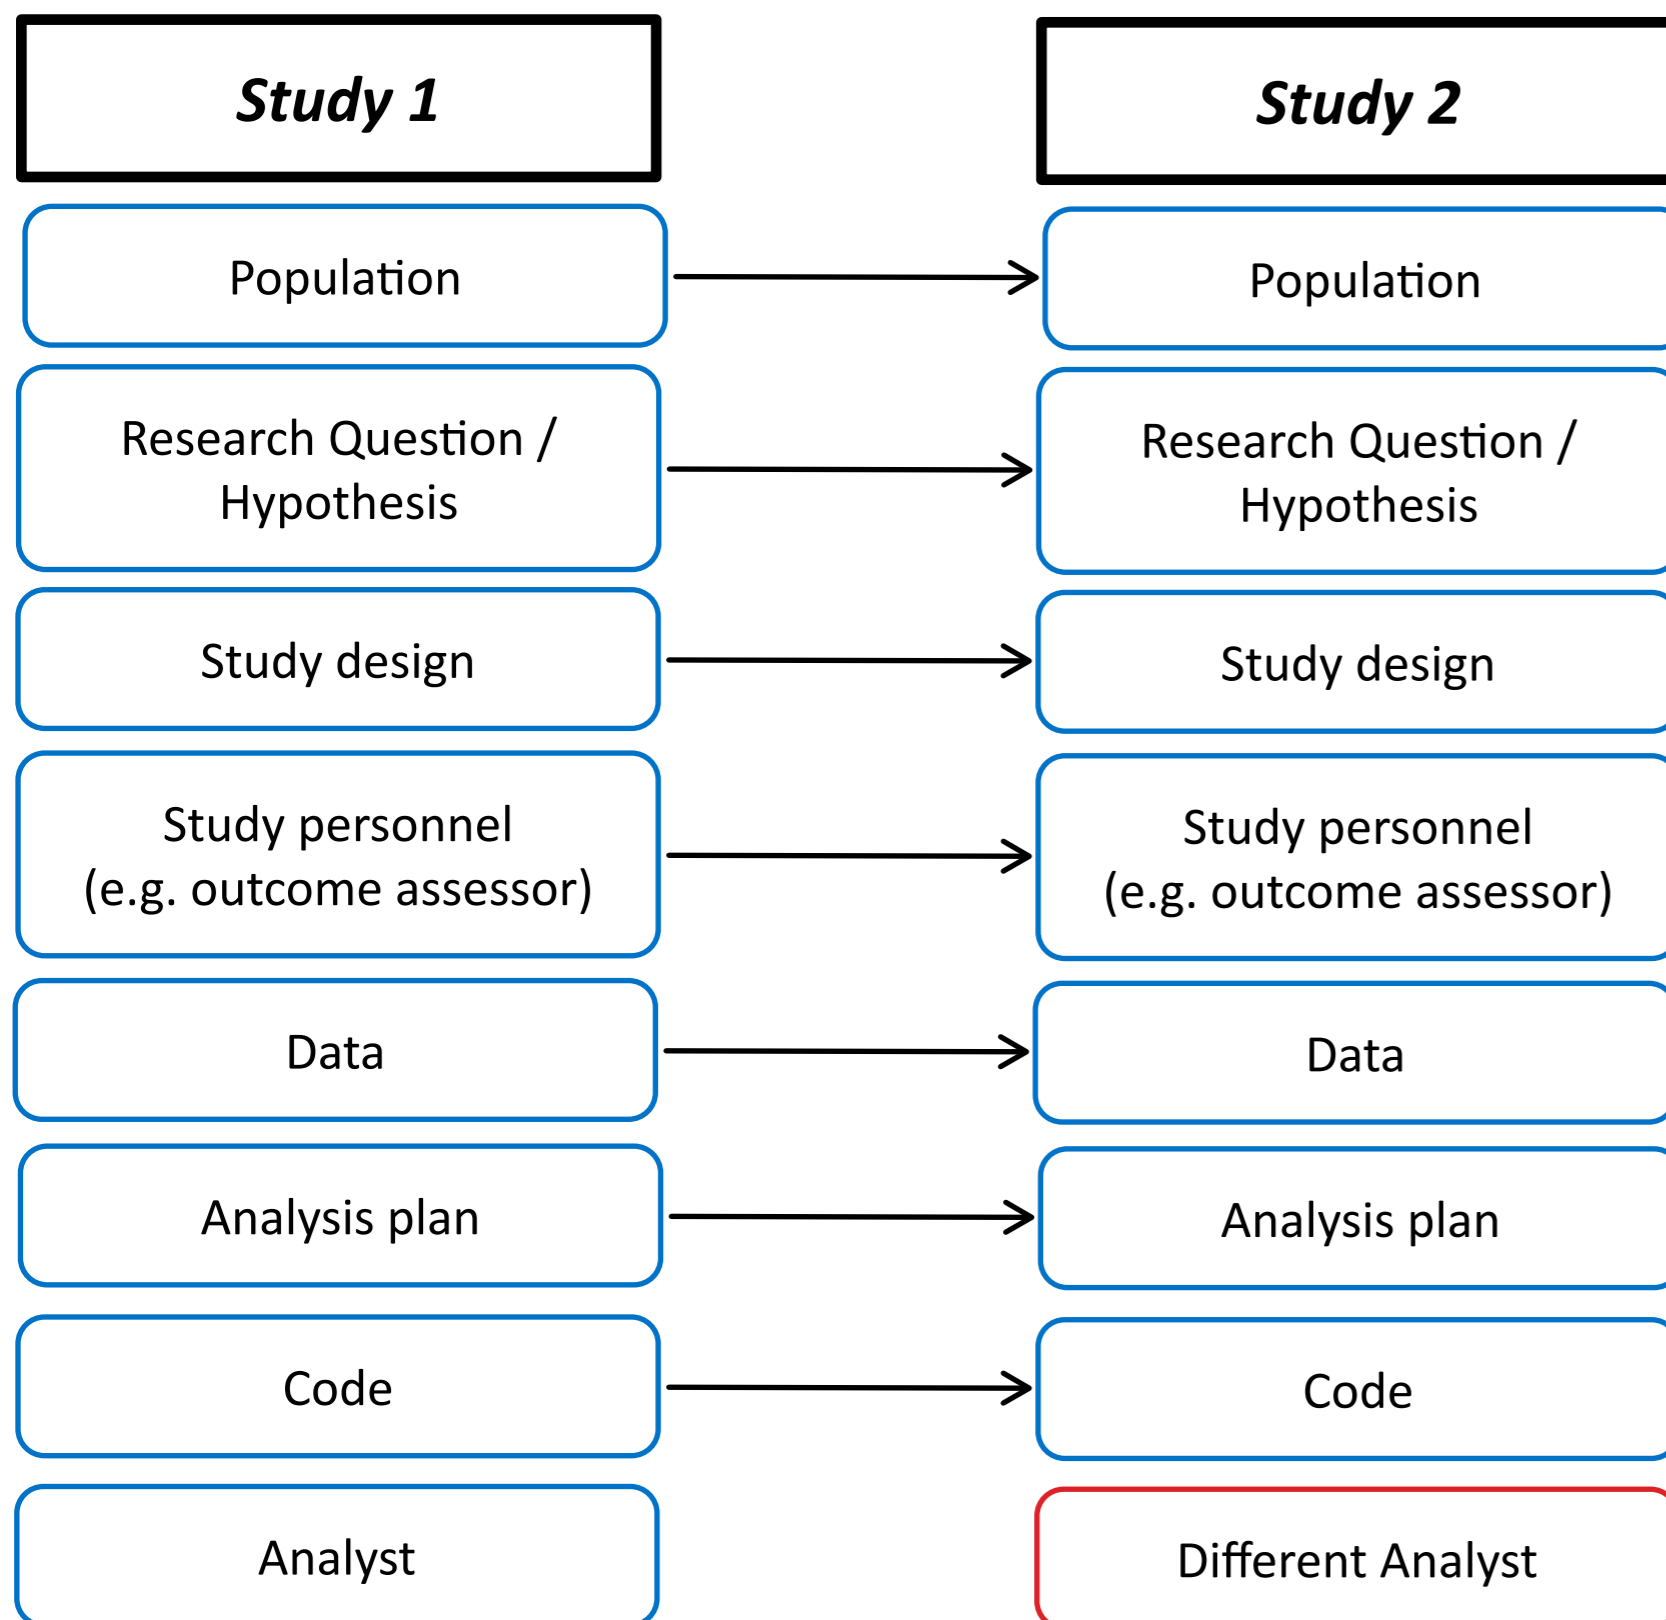 Study 1
Study 2
Population
Population
Research Question /
Hypothesis
Research Question /
Hypothesis
Study design
Study design
Study personnel
(e.g. outcome assessor)
Study personnel
(e.g. outcome assessor)
Data
Data
Analysis plan
Analysis plan
Code
Code
Analyst
Different Analyst